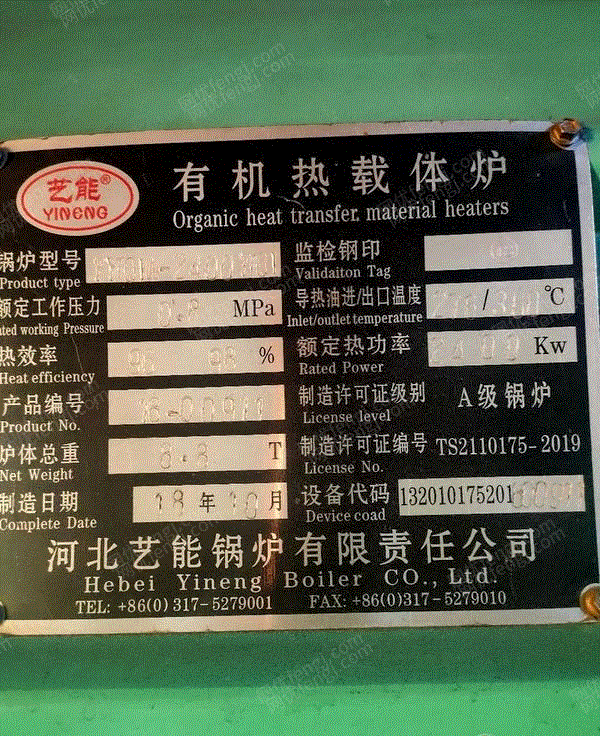 艺能®
YINENG
有机热载体炉
Organic heat transfer. material heaters
锅炉型号
Product type
监检钢印
Validaiton Tag
额定工作压力 MPa
ated working Pressure
导热油进/出口温度 / ℃
Inlet/outlet temperature
热效率 %
Heat efficiency
额定热功率 2400 Kw
Rated Power
产品编号
Product No.
制造许可证级别 A级锅炉
License level
炉体总重 8.8 T
Net Weight
制造许可证编号 TS2110175-2019
License No.
制造日期 18年10月
Complete Date
设备代码 132010175201
Device coad
河北艺能锅炉有限责任公司
Hebei Yineng Boiler CO., Ltd.
TEL: +86(0)317-5279001 FAX: +86(0)317-5279010